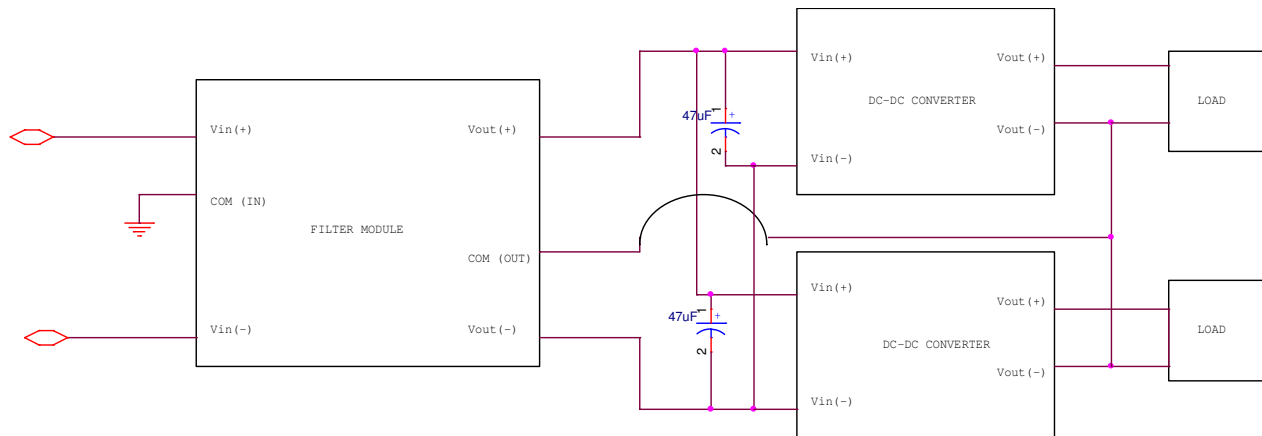 Vin(+)
COM (IN)
Vin(-)
FILTER MODULE
Vout(+)
COM (OUT)
Vout(-)
47uF
1
+
2
47uF
1
+
2
Vin(+)
Vin(-)
DC-DC CONVERTER
Vout(+)
Vout(-)
LOAD
Vin(+)
Vin(-)
DC-DC CONVERTER
Vout(+)
Vout(-)
LOAD